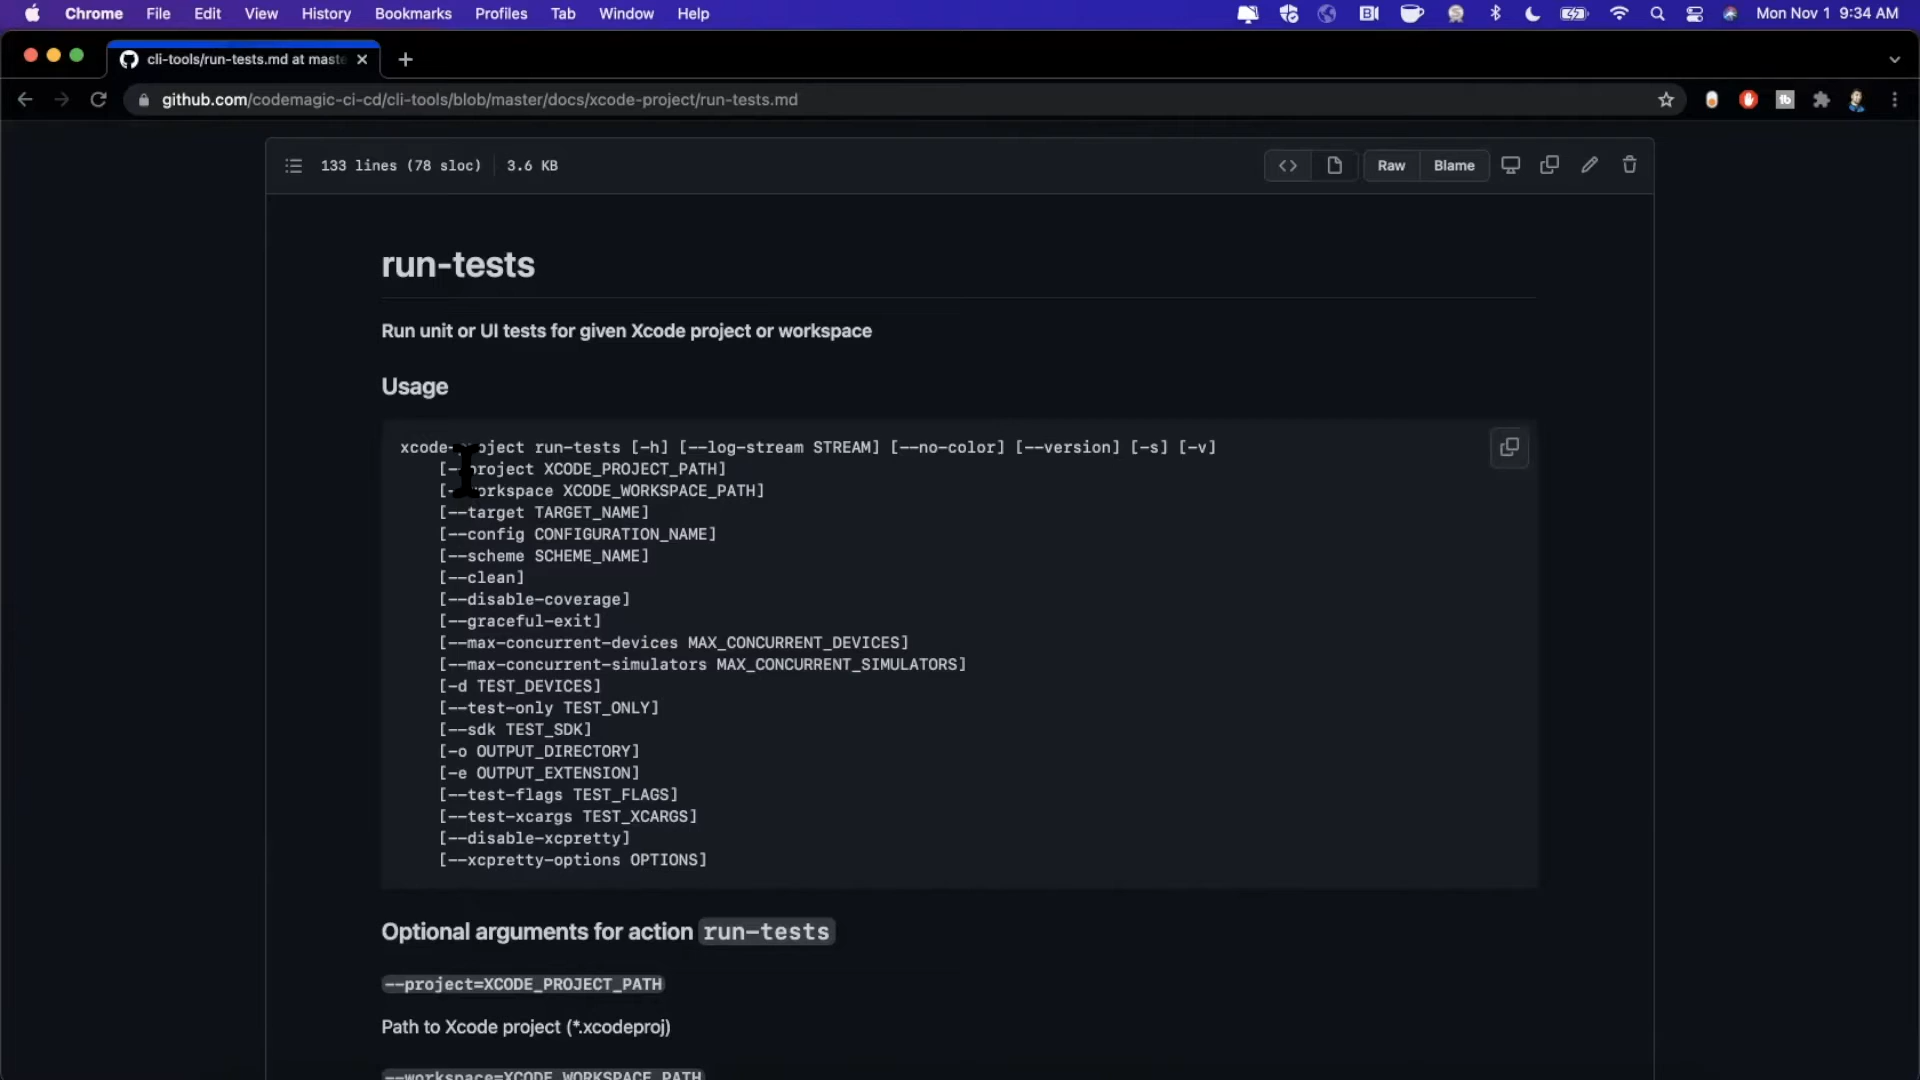 Chrome File Edit View History Bookmarks Profiles Tab Window Help Mon Nov 1 9:34 AM
cli-tools/run-tests.md at maste
github.com/codemagic-ci-cd/cli-tools/blob/master/docs/xcode-project/run-tests.md
133 lines (78 sloc) 3.6 KB Raw Blame
run-tests
Run unit or UI tests for given Xcode project or workspace
Usage
xcode-project run-tests [-h] [--log-stream STREAM] [--no-color] [--version] [-s] [-v]
[--project XCODE_PROJECT_PATH]
[--workspace XCODE_WORKSPACE_PATH]
[--target TARGET_NAME]
[--config CONFIGURATION_NAME]
[--scheme SCHEME_NAME]
[--clean]
[--disable-coverage]
[--graceful-exit]
[--max-concurrent-devices MAX_CONCURRENT_DEVICES]
[--max-concurrent-simulators MAX_CONCURRENT_SIMULATORS]
[-d TEST_DEVICES]
[--test-only TEST_ONLY]
[--sdk TEST_SDK]
[-o OUTPUT_DIRECTORY]
[-e OUTPUT_EXTENSION]
[--test-flags TEST_FLAGS]
[--test-xcargs TEST_XCARGS]
[--disable-xcpretty]
[--xcpretty-options OPTIONS]
Optional arguments for action run-tests
--project=XCODE_PROJECT_PATH
Path to Xcode project (*.xcodeproj)
--workspace=XCODE_WORKSPACE_PATH